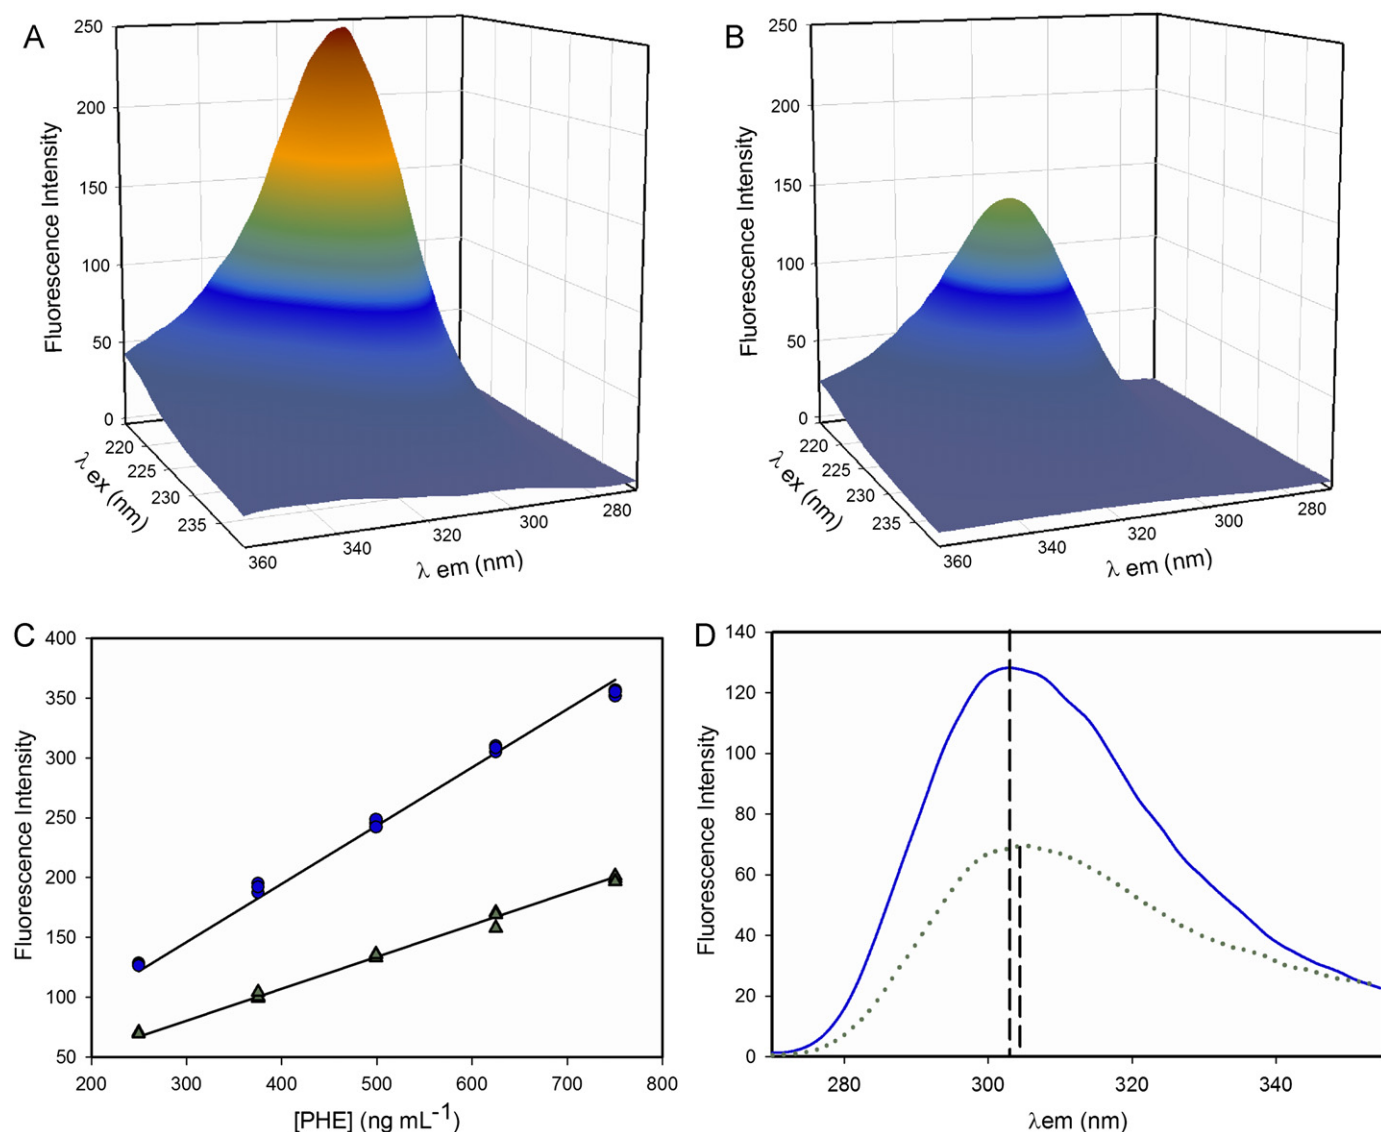 A
250
200
150
100
50
0
Fluorescence Intensity
220
225
230
235
λ ex (nm)
360
340
320
300
280
λ em (nm)
B
250
200
150
100
50
0
Fluorescence Intensity
220
225
230
235
λ ex (nm)
360
340
320
300
280
λ em (nm)
C
400
350
300
250
200
150
100
50
Fluorescence Intensity
200 300 400 500 600 700 800
[PHE] (ng mL⁻¹)
D
140
120
100
80
60
40
20
0
Fluorescence Intensity
280 300 320 340
λem (nm)